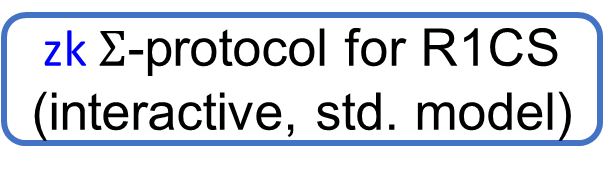 zk Σ-protocol for R1CS
(interactive, std. model)